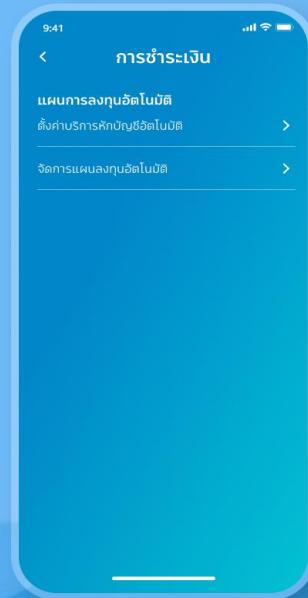 9:41
การชำระเงิน
แผนการลงทุนอัตโนมัติ
ตั้งค่าบริการหักบัญชีอัตโนมัติ
จัดการแผนลงทุนอัตโนมัติ